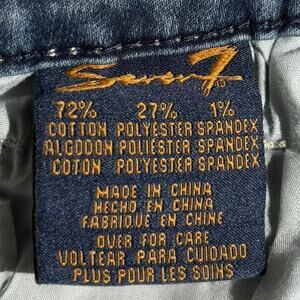 Seven7
72% 27% 1%
COTTON POLYESTER SPANDEX
ALGODON POLIESTER SPANDEX
COTON POLYESTER SPANDEX
MADE IN CHINA
HECHO EN CHINA
FABRIQUE EN CHINE
OVER FOR CARE
VOLTEAR PARA CUIDADO
PLUS POUR LES SOINS